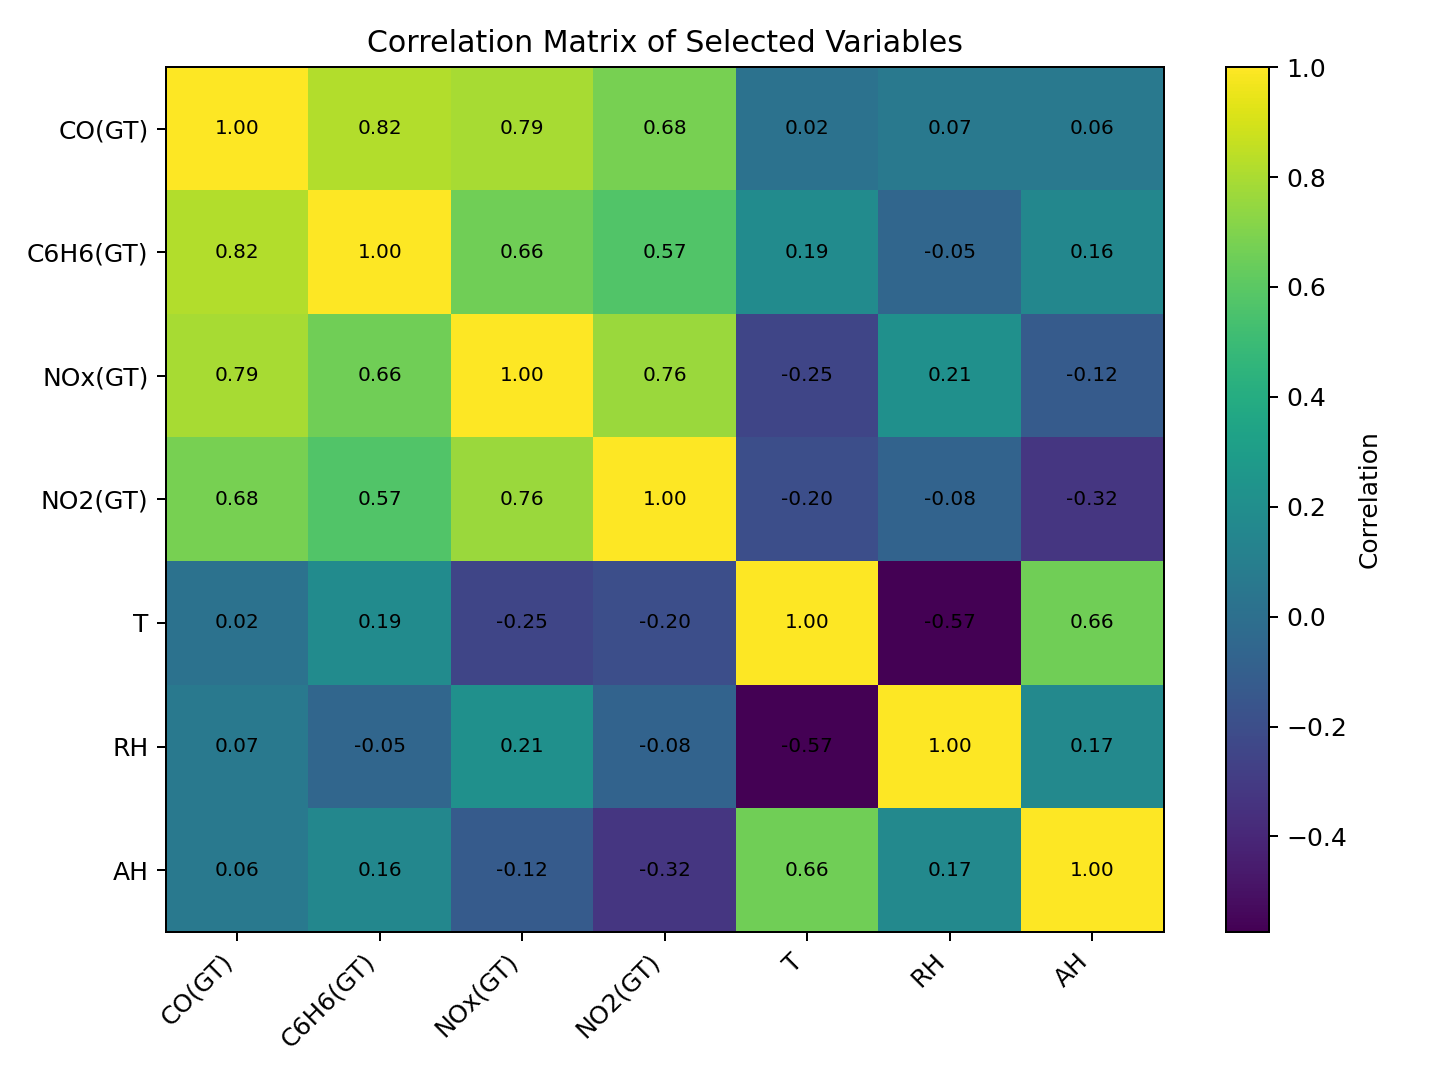 Correlation Matrix of Selected Variables
CO(GT) 1.00 0.82 0.79 0.68 0.02 0.07 0.06
C6H6(GT) 0.82 1.00 0.66 0.57 0.19 -0.05 0.16
NOx(GT) 0.79 0.66 1.00 0.76 -0.25 0.21 -0.12
NO2(GT) 0.68 0.57 0.76 1.00 -0.20 -0.08 -0.32
T 0.02 0.19 -0.25 -0.20 1.00 -0.57 0.66
RH 0.07 -0.05 0.21 -0.08 -0.57 1.00 0.17
AH 0.06 0.16 -0.12 -0.32 0.66 0.17 1.00
CO(GT) C6H6(GT) NOx(GT) NO2(GT) T RH AH
1.0
0.8
0.6
0.4
0.2
0.0
−0.2
−0.4
Correlation